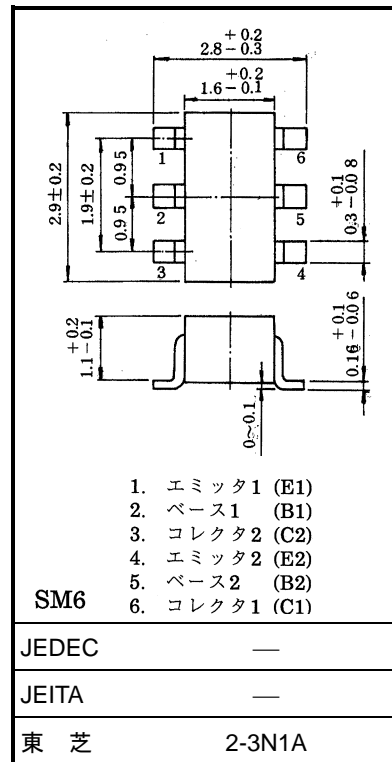 +0.2
2.8-0.3
+0.2
1.6-0.1
2.9±0.2
1.9±0.2
0.95
0.95
1
2
3
6
5
4
+0.1
0.3-0.08
+0.2
1.1-0.1
0~0.1
+0.1
0.16-0.06
1. エミッタ1 (E1)
2. ベース1 (B1)
3. コレクタ2 (C2)
4. エミッタ2 (E2)
5. ベース2 (B2)
6. コレクタ1 (C1)
SM6
JEDEC —
JEITA —
東 芝 2-3N1A